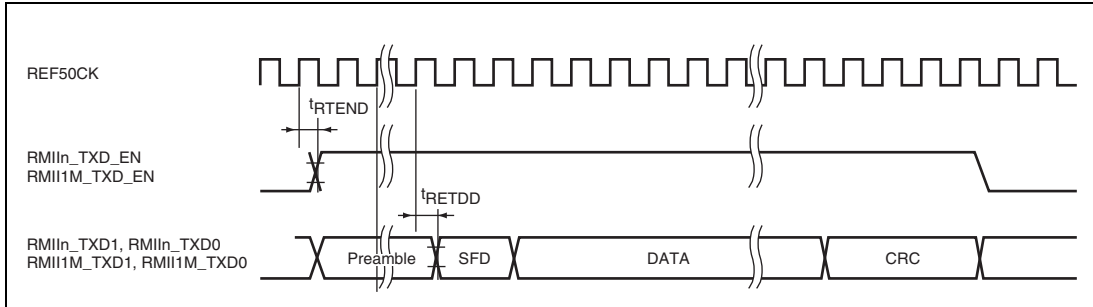 REF50CK
tRTEND
RMIIn_TXD_EN
RMII1M_TXD_EN
tRETDD
RMIIn_TXD1, RMIIn_TXD0
RMII1M_TXD1, RMII1M_TXD0
Preamble SFD DATA CRC